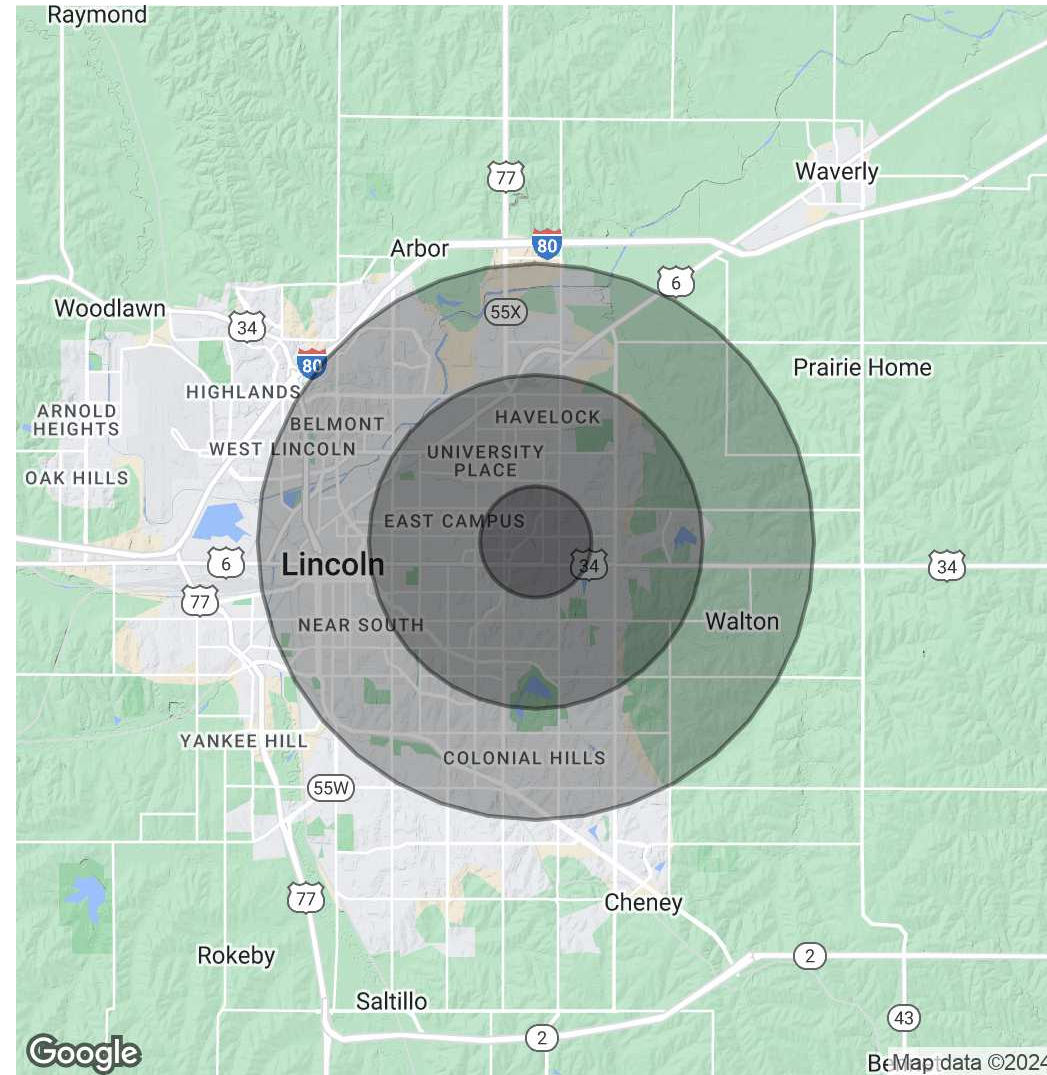 Raymond
77
Waverly
Arbor
80
6
Woodlawn
55X
34
80
Prairie Home
HIGHLANDS
ARNOLD
HEIGHTS
BELMONT
HAVELOCK
WEST LINCOLN
UNIVERSITY
PLACE
OAK HILLS
EAST CAMPUS
Lincoln
6
34
34
77
NEAR SOUTH
Walton
YANKEE HILL
COLONIAL HILLS
55W
77
Cheney
Rokeby
2
Saltillo
43
2
Google
Map data ©2024